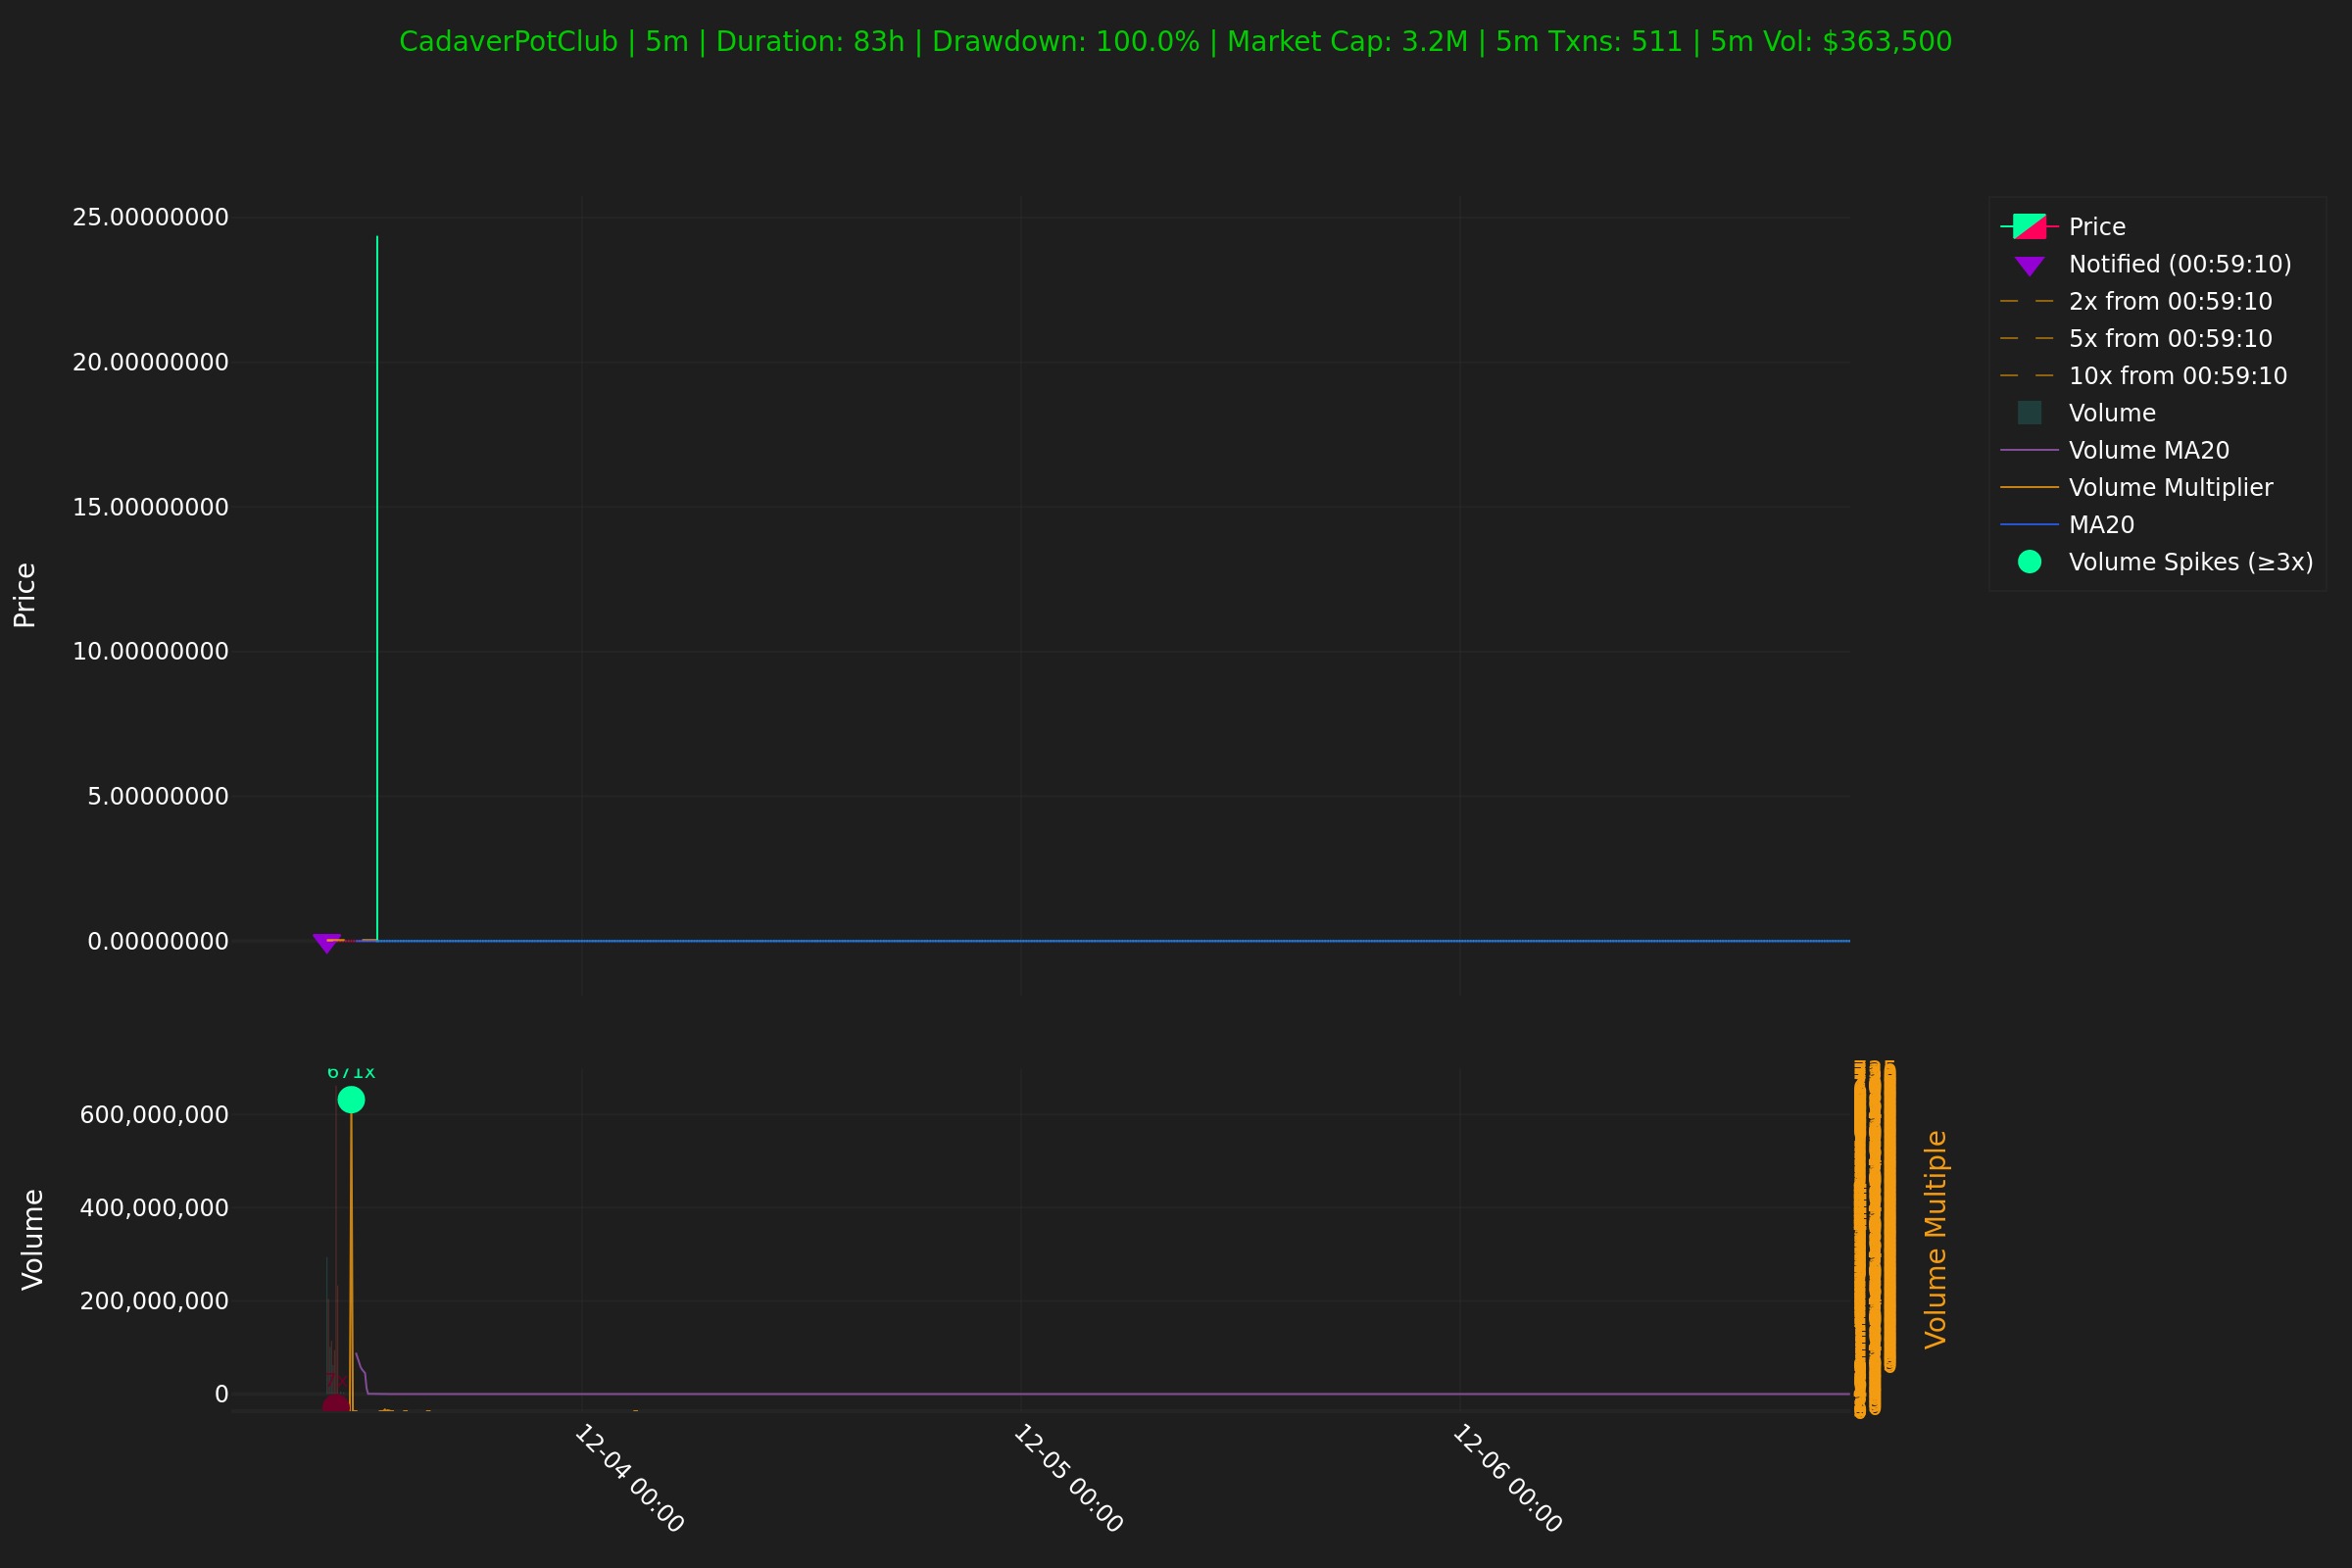 CadaverPotClub | 5m | Duration: 83h | Drawdown: 100.0% | Market Cap: 3.2M | 5m Txns: 511 | 5m Vol: $363,500
Price
25.00000000
20.00000000
15.00000000
10.00000000
5.00000000
0.00000000
Price
Notified (00:59:10)
2x from 00:59:10
5x from 00:59:10
10x from 00:59:10
Volume
Volume MA20
Volume Multiplier
MA20
Volume Spikes (≥3x)
Volume
671x
600,000,000
400,000,000
200,000,000
0
Volume Multiple
12-04 00:00
12-05 00:00
12-06 00:00